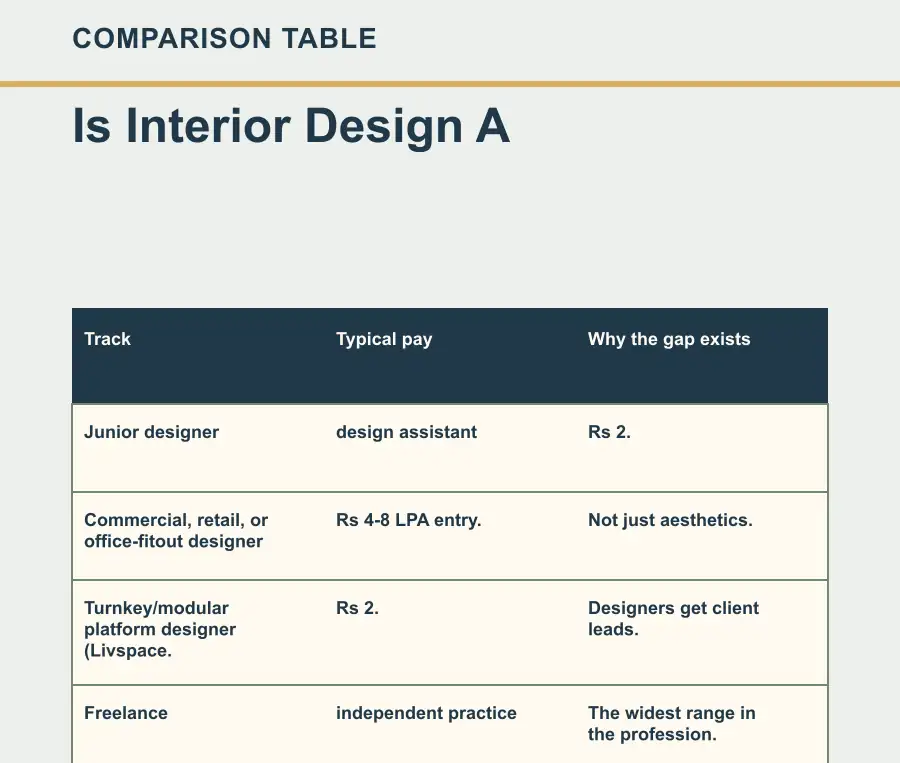 COMPARISON TABLE
Is Interior Design A
Track Typical pay Why the gap exists
Junior designer design assistant Rs 2.
Commercial, retail, or Rs 4-8 LPA entry. Not just aesthetics.
office-fitout designer
Turnkey/modular Rs 2. Designers get client
platform designer leads.
(Livspace.
Freelance independent practice The widest range in
the profession.